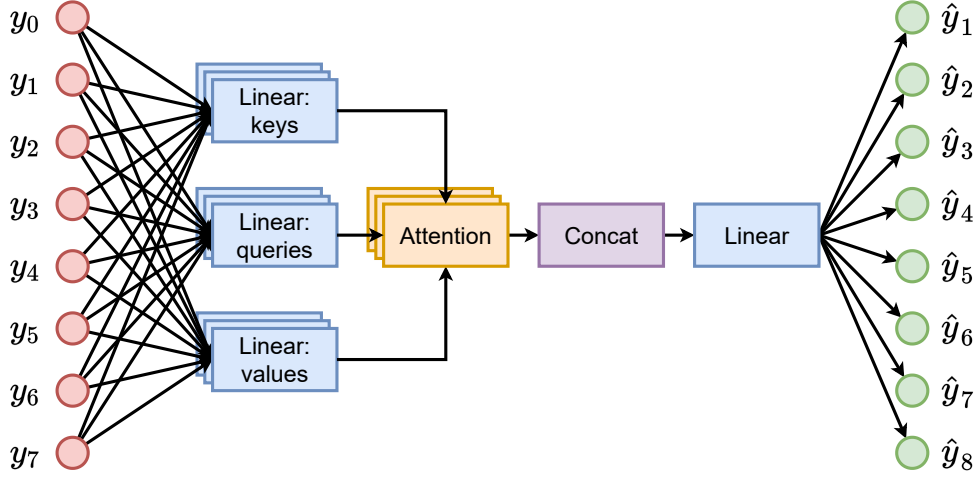 y₀
y₁
y₂
y₃
y₄
y₅
y₆
y₇
Linear:
keys
Linear:
queries
Linear:
values
Attention
Concat
Linear
ŷ₁
ŷ₂
ŷ₃
ŷ₄
ŷ₅
ŷ₆
ŷ₇
ŷ₈